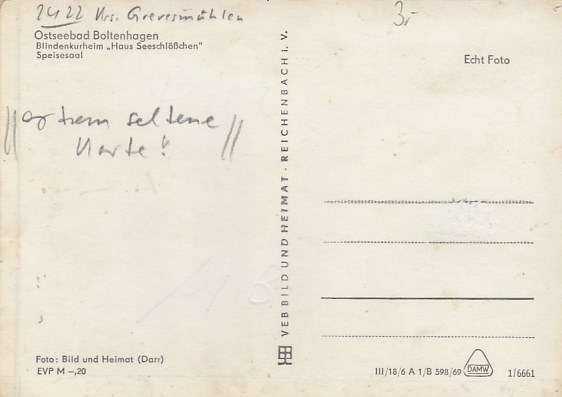 2422 Krs. Grevesmühlen
3,-
Ostseebad Boltenhagen
Blindenkurheim „Haus Seeschlößchen"
Speisesaal
Echt Foto
// extrem seltene //
Karte!!
VEB BILD UND HEIMAT · REICHENBACH I. V.
Foto: Bild und Heimat (Darr)
EVP M –,20
III/18/6 A 1/B 598/69
DAMW
1/6661